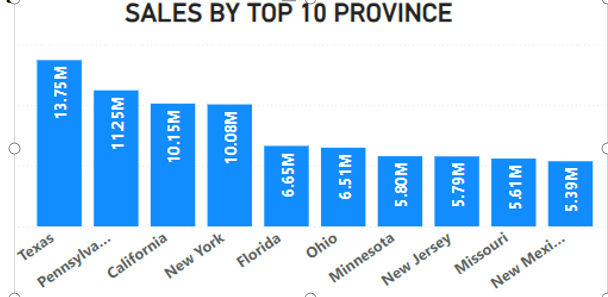 SALES BY TOP 10 PROVINCE
13.75M
11.25M
10.15M
10.08M
6.65M
6.51M
5.80M
5.79M
5.61M
5.39M
Texas
Pennsylva...
California
New York
Florida
Ohio
Minnesota
New Jersey
Missouri
New Mexi...